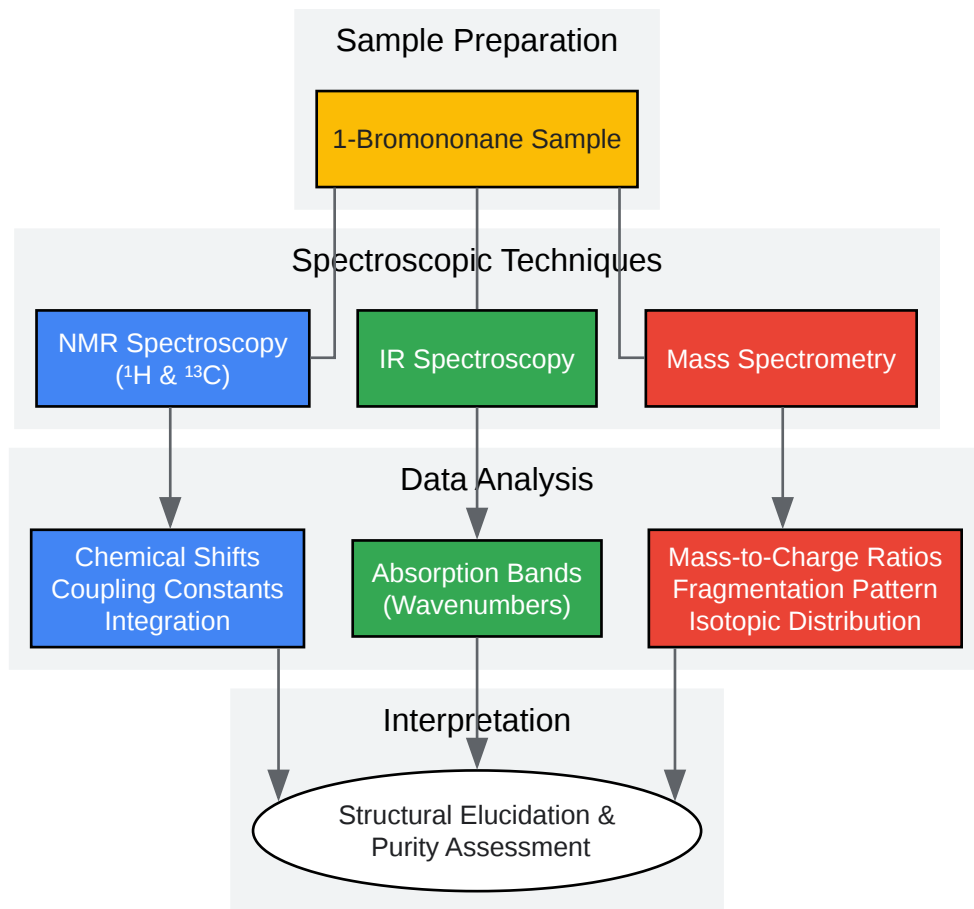 Sample Preparation
1-Bromononane Sample
Spectroscopic Techniques
NMR Spectroscopy
(¹H & ¹³C)
IR Spectroscopy
Mass Spectrometry
Data Analysis
Chemical Shifts
Coupling Constants
Integration
Absorption Bands
(Wavenumbers)
Mass-to-Charge Ratios
Fragmentation Pattern
Isotopic Distribution
Interpretation
Structural Elucidation &
Purity Assessment